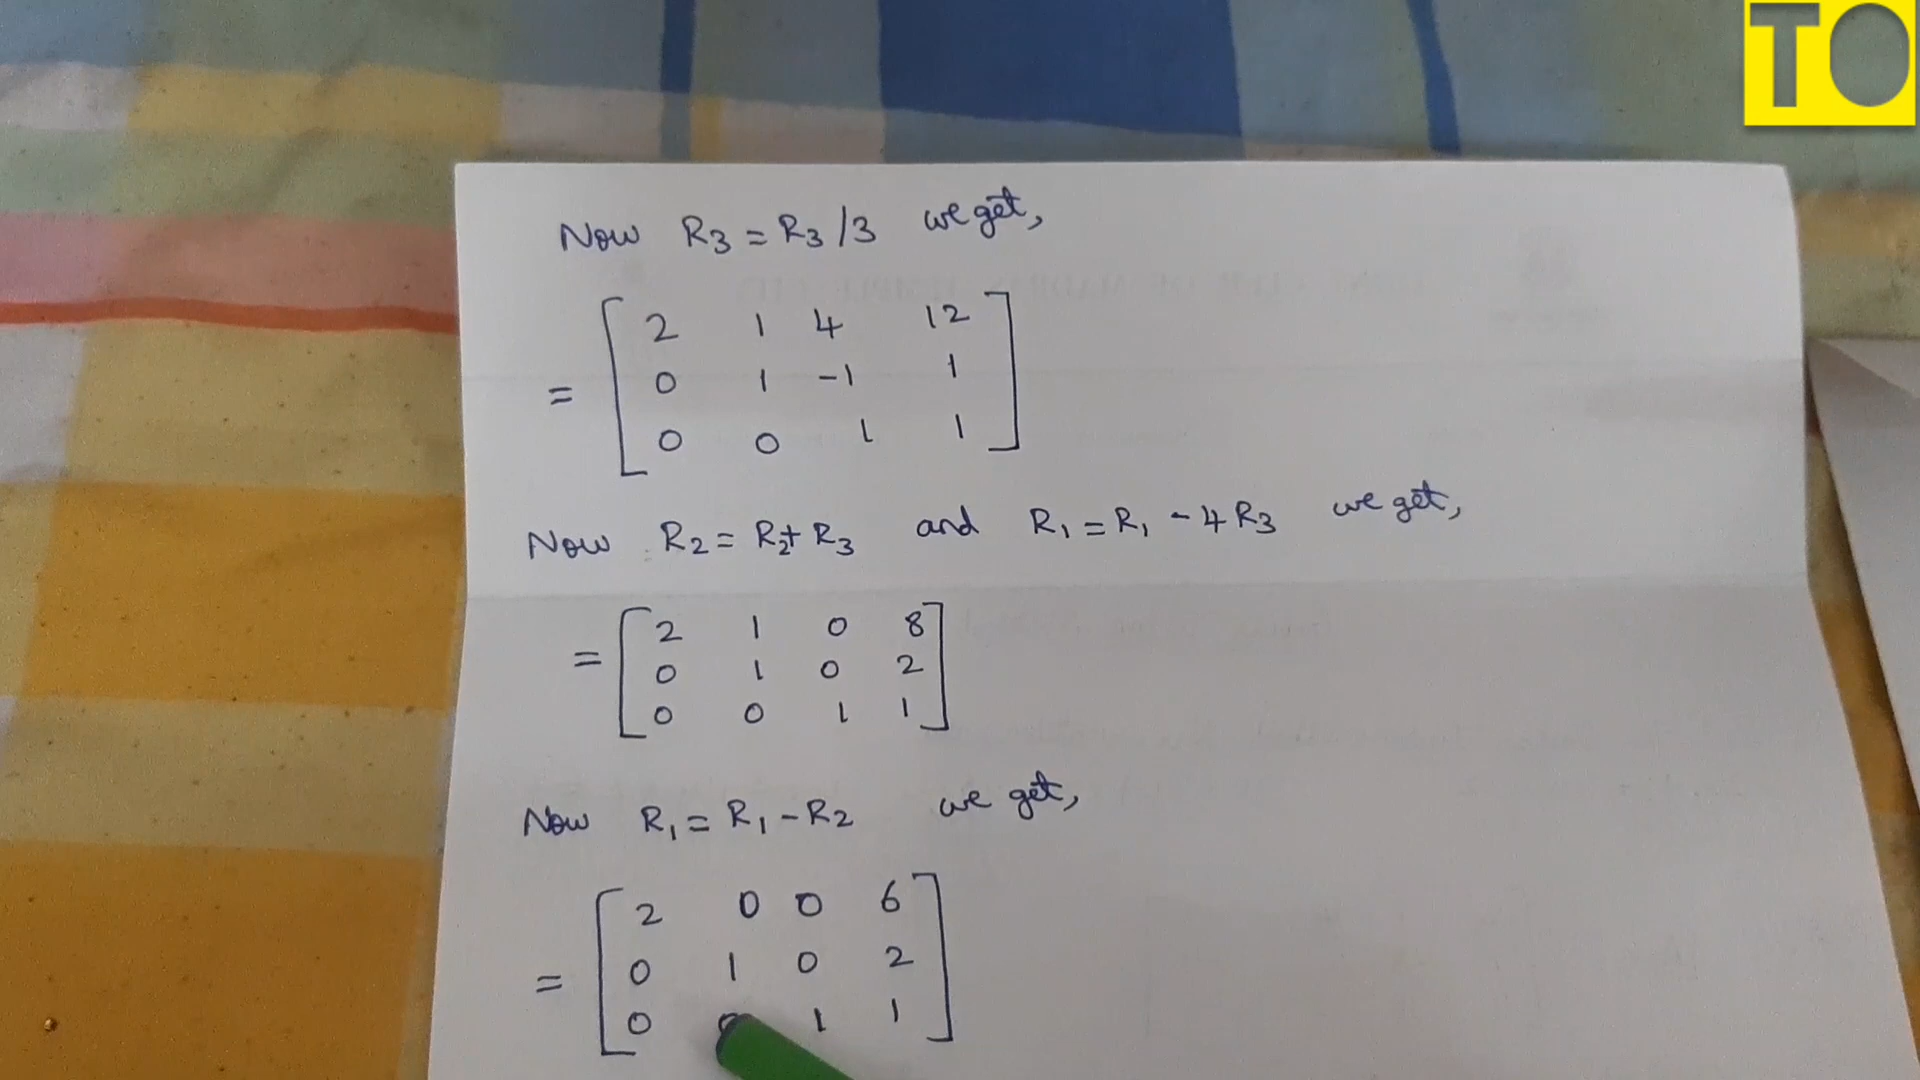 TO
Now R3 = R3 /3 we get,
2 1 4 12
0 1 -1 1
= 
0 0 1 1
Now R2 = R2+ R3 and R1 = R1 - 4 R3 we get,
2 1 0 8
= 0 1 0 2
0 0 1 1
Now R1 = R1 - R2 we get,
2 0 0 6
= 0 1 0 2
0 0 1 1